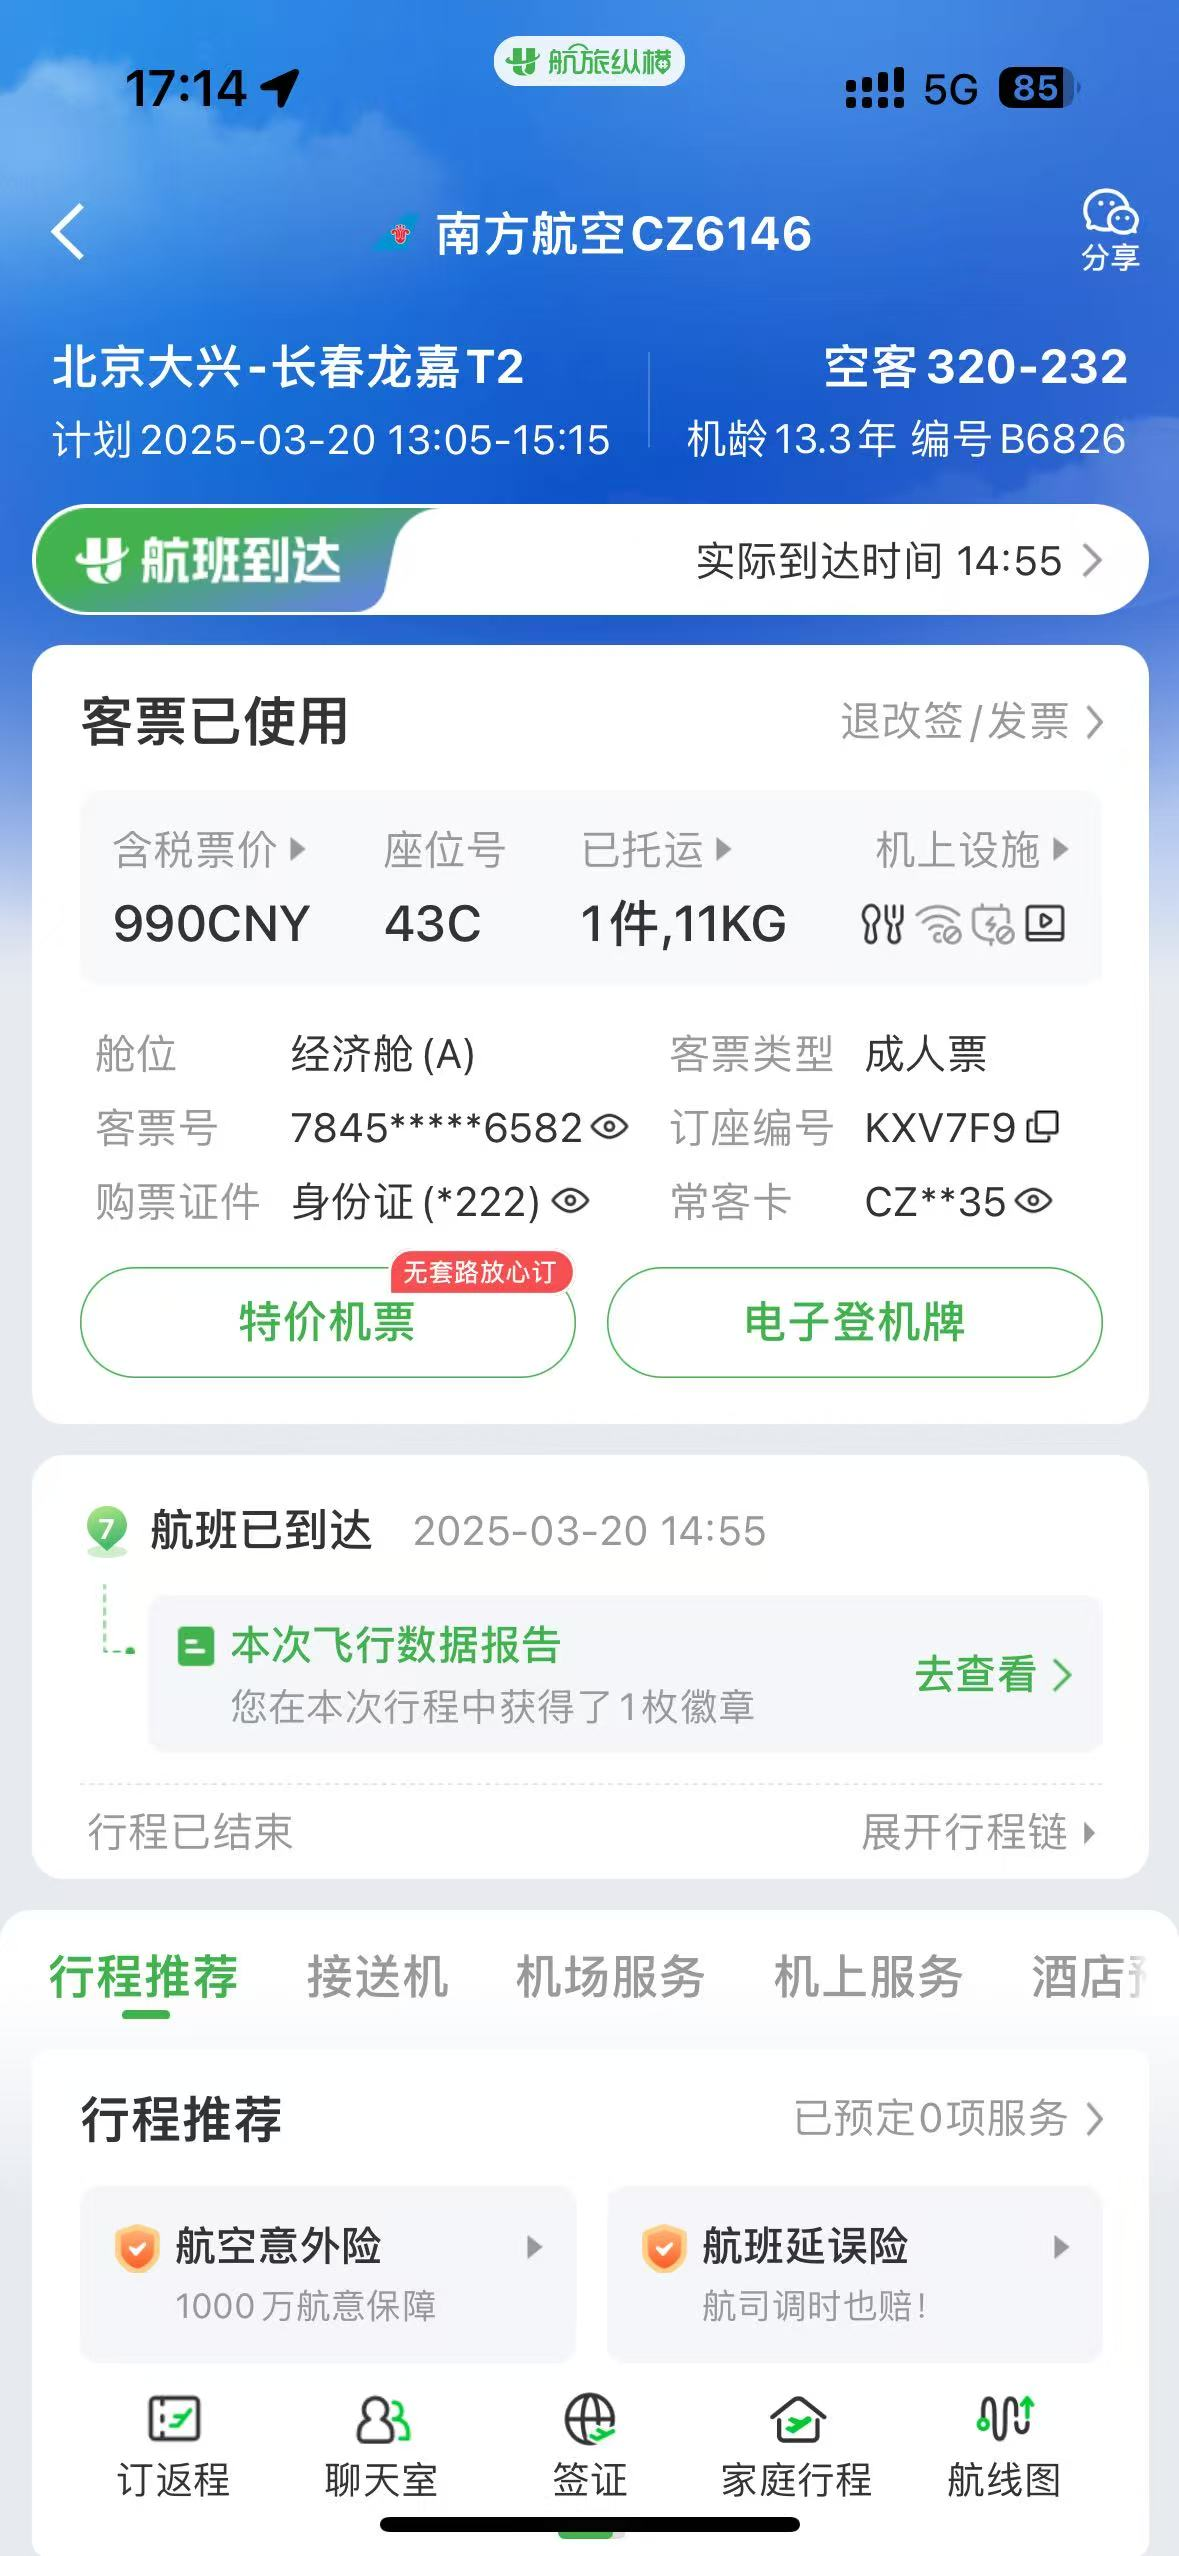 17:14
航旅纵横
5G
85
南方航空CZ6146
分享
北京大兴-长春龙嘉T2
空客320-232
计划2025-03-20 13:05-15:15
机龄13.3年 编号B6826
航班到达
实际到达时间 14:55
客票已使用
退改签/发票
含税票价
座位号
已托运
机上设施
990CNY
43C
1件,11KG
舱位
经济舱(A)
客票类型
成人票
客票号
7845*****6582
订座编号
KXV7F9
购票证件
身份证(*222)
常客卡
CZ**35
无套路放心订
特价机票
电子登机牌
7
航班已到达
2025-03-20 14:55
本次飞行数据报告
您在本次行程中获得了1枚徽章
去查看
行程已结束
展开行程链
行程推荐
接送机
机场服务
机上服务
酒店
行程推荐
已预定0项服务
航空意外险
1000万航意保障
航班延误险
航司调时也赔!
订返程
聊天室
签证
家庭行程
航线图